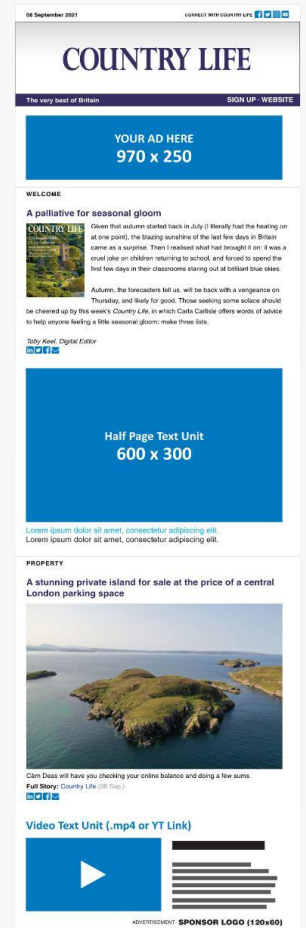 08 September 2021
CONNECT WITH COUNTRY LIFE
COUNTRY LIFE
The very best of Britain
SIGN UP · WEBSITE
YOUR AD HERE
970 x 250
WELCOME
A palliative for seasonal gloom
COUNTRY LIFE
Given that autumn started back in July (I literally had the heating on
at one point), the blazing sunshine of the last few days in Britain
came as a surprise. Then I realised what had brought it on: it was a
cruel joke on children returning to school, and forced to spend the
first few days in their classrooms staring out at brilliant blue skies.
Autumn, the forecasters tell us, will be back with a vengeance on
Thursday, and likely for good. Those seeking some solace should
be cheered up by this week's Country Life, in which Carla Carlisle offers words of advice
to help anyone feeling a little seasonal gloom: make three lists.
Toby Keel, Digital Editor
Half Page Text Unit
600 x 300
Lorem ipsum dolor sit amet, consectetur adipiscing elit.
Lorem ipsum dolor sit amet, consectetur adipiscing elit.
PROPERTY
A stunning private island for sale at the price of a central
London parking space
Càrn Deas will have you checking your online balance and doing a few sums.
Full Story: Country Life (08 Sep.)
Video Text Unit (.mp4 or YT Link)
ADVERTISEMENT SPONSOR LOGO (120x60)